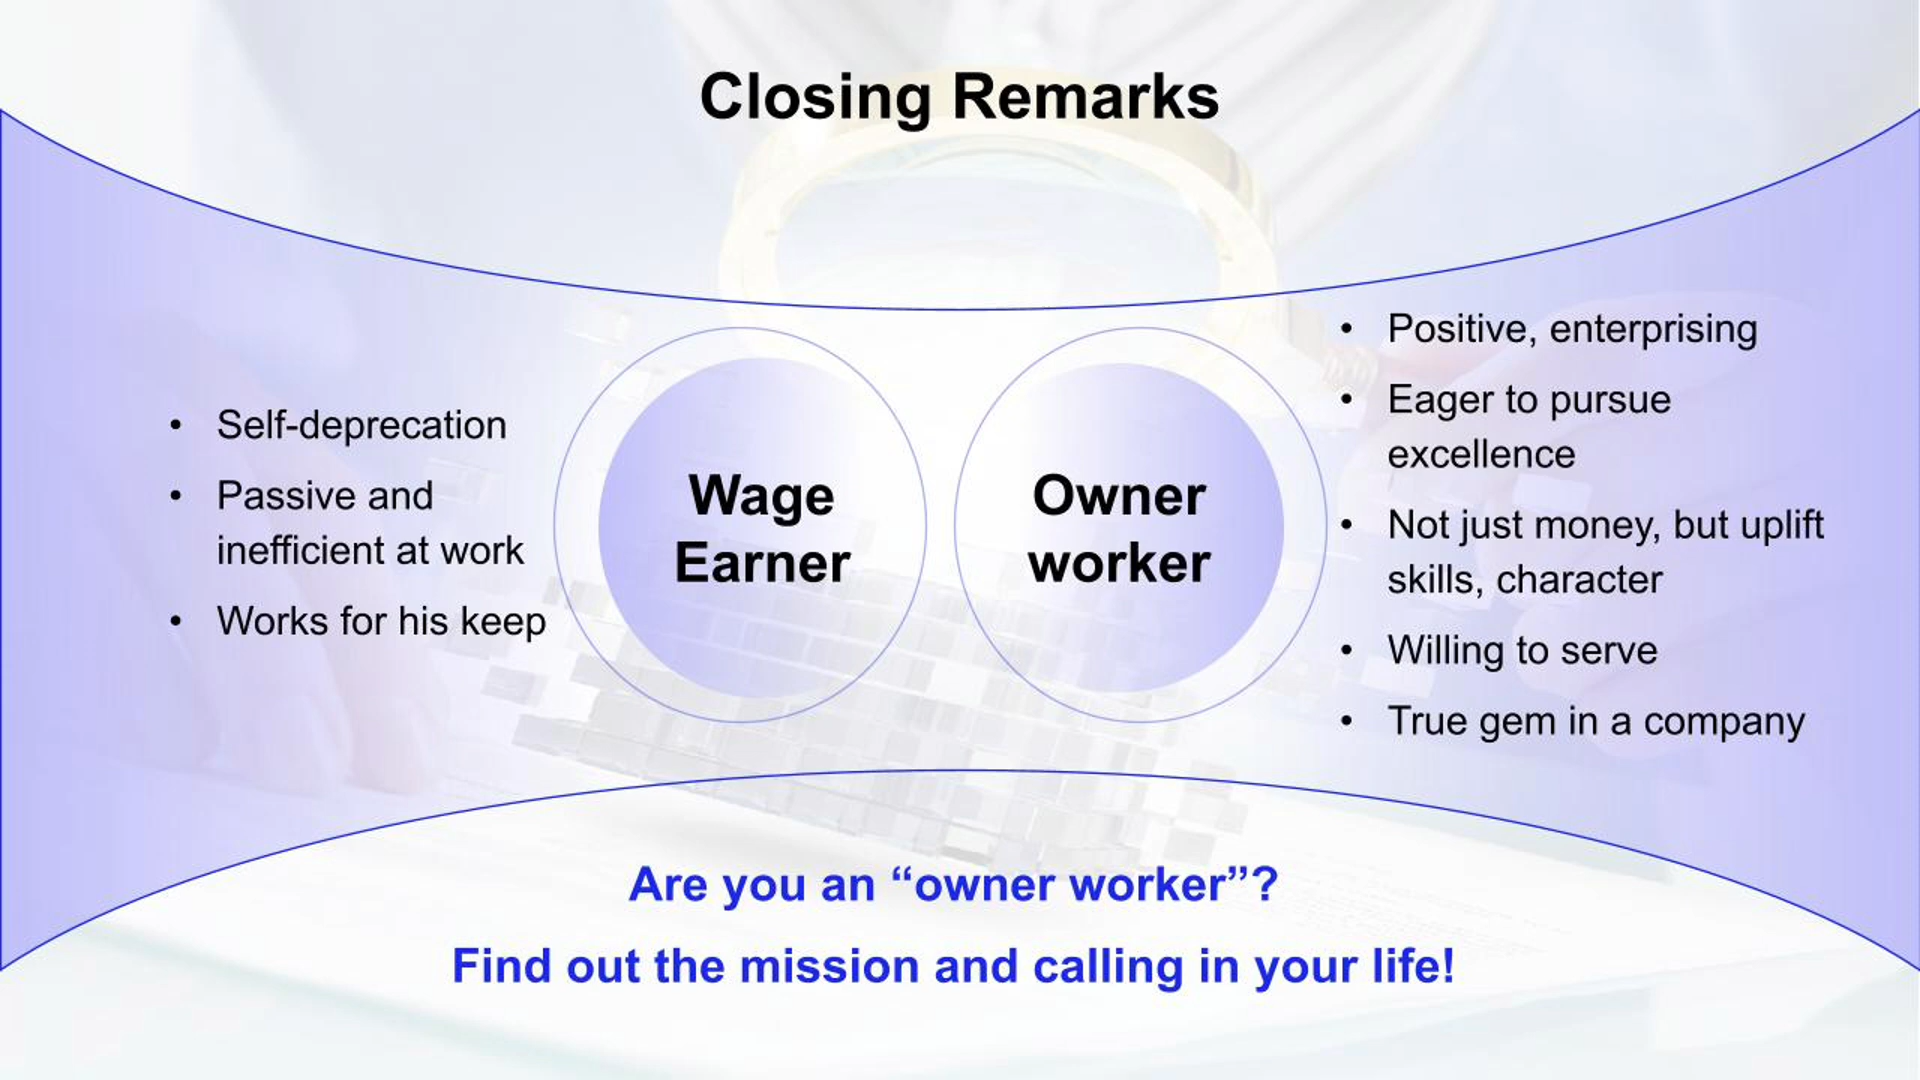 Closing Remarks
• Self-deprecation
• Passive and
inefficient at work
• Works for his keep
Wage
Earner
Owner
worker
• Positive, enterprising
• Eager to pursue
excellence
• Not just money, but uplift
skills, character
• Willing to serve
• True gem in a company
Are you an “owner worker”?
Find out the mission and calling in your life!